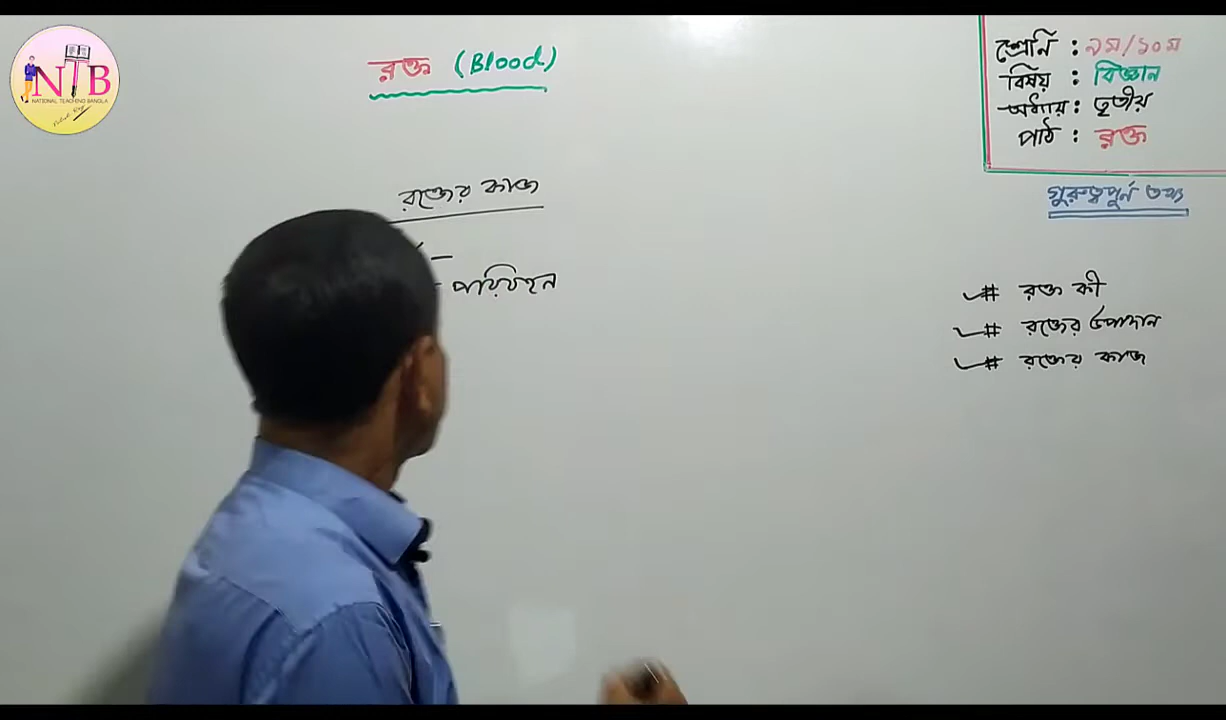 NTB
NATIONAL TEACHING BANGLA
রক্ত (Blood)
শ্রেণি : ৯ম/১০ম
বিষয় : বিজ্ঞান
অধ্যায় : তৃতীয়
পাঠ : রক্ত
গুরুত্বপূর্ন তথ্য
রক্তের কাজ
পরিবহন
# রক্ত কী
# রক্তের উপাদান
# রক্তের কাজ